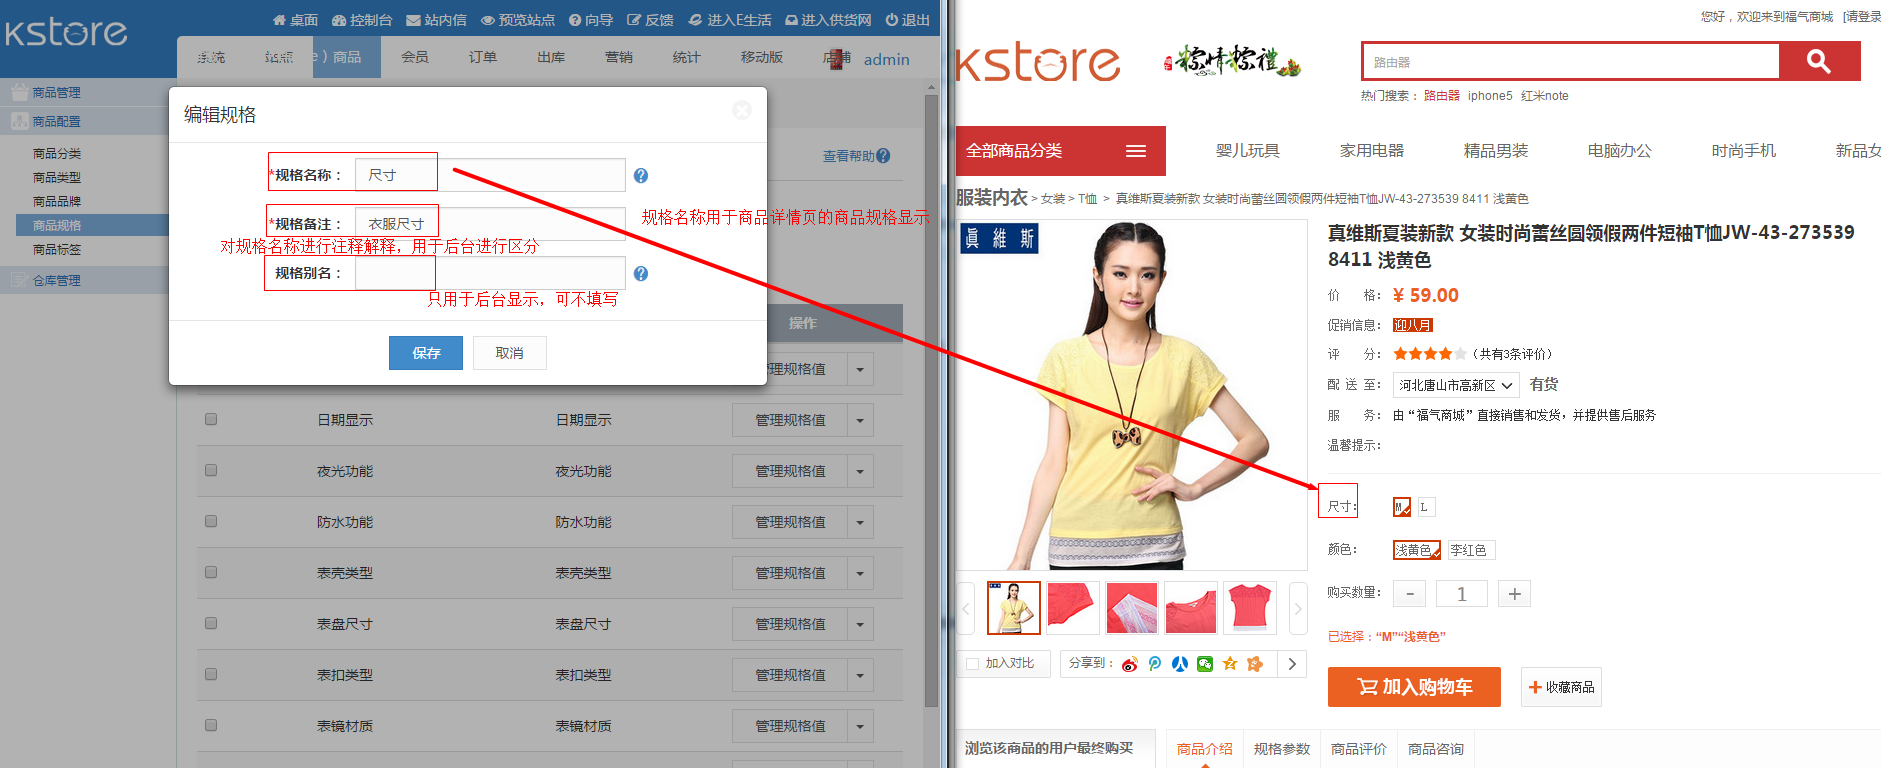 桌面 控制台 站内信 预览站点 向导 反馈 进入E生活 进入供货网 退出
kstore
系统 站点 商品 会员 订单 出库 营销 统计 移动版 店铺 admin
商品管理
商品配置
商品分类
商品类型
商品品牌
商品规格
商品标签
仓库管理
查看帮助
编辑规格
*规格名称： 尺寸
规格名称用于商品详情页的商品规格显示
*规格备注： 衣服尺寸
对规格名称进行注释解释，用于后台进行区分
规格别名：
只用于后台显示，可不填写
保存 取消
操作
理规格值
日期显示 日期显示 管理规格值
夜光功能 夜光功能 管理规格值
防水功能 防水功能 管理规格值
表壳类型 表壳类型 管理规格值
表盘尺寸 表盘尺寸 管理规格值
表扣类型 表扣类型 管理规格值
表镜材质 表镜材质 管理规格值
您好，欢迎来到福气商城 [请登录
kstore
粽情粽禮
路由器
热门搜索： 路由器 iphone5 红米note
全部商品分类 婴儿玩具 家用电器 精品男装 电脑办公 时尚手机 新品女
服装内衣 > 女装 > T恤 > 真维斯夏装新款 女装时尚蕾丝圆领假两件短袖T恤JW-43-273539 8411 浅黄色
真維斯
真维斯夏装新款 女装时尚蕾丝圆领假两件短袖T恤JW-43-273539
8411 浅黄色
价 格： ¥ 59.00
促销信息： 迎八月
评 分： （共有3条评价）
配 送 至： 河北唐山市高新区 有货
服 务： 由“福气商城”直接销售和发货，并提供售后服务
温馨提示：
尺寸： M L
颜色： 浅黄色 李红色
购买数量： - 1 +
已选择：“M”“浅黄色”
加入对比 分享到：
加入购物车 收藏商品
浏览该商品的用户最终购买 商品介绍 规格参数 商品评价 商品咨询